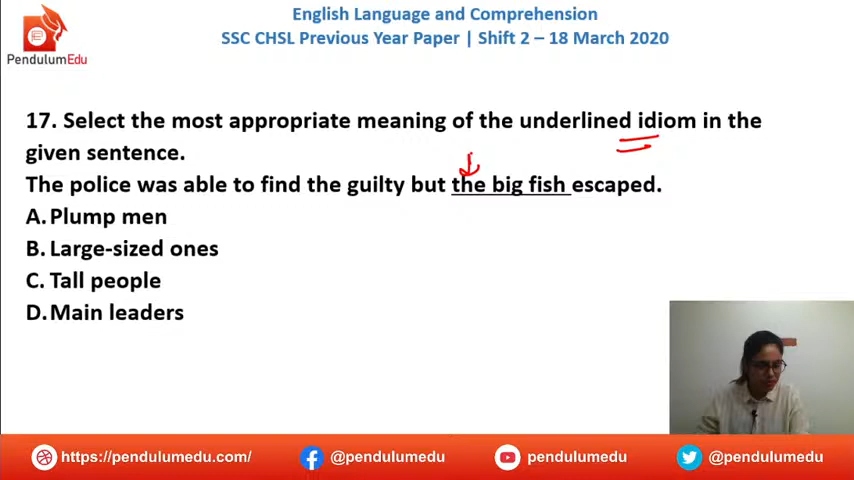 English Language and Comprehension
SSC CHSL Previous Year Paper | Shift 2 – 18 March 2020
PendulumEdu
17. Select the most appropriate meaning of the underlined idiom in the
given sentence.
The police was able to find the guilty but the big fish escaped.
A. Plump men
B. Large-sized ones
C. Tall people
D. Main leaders
https://pendulumedu.com/ @pendulumedu pendulumedu @pendulumedu